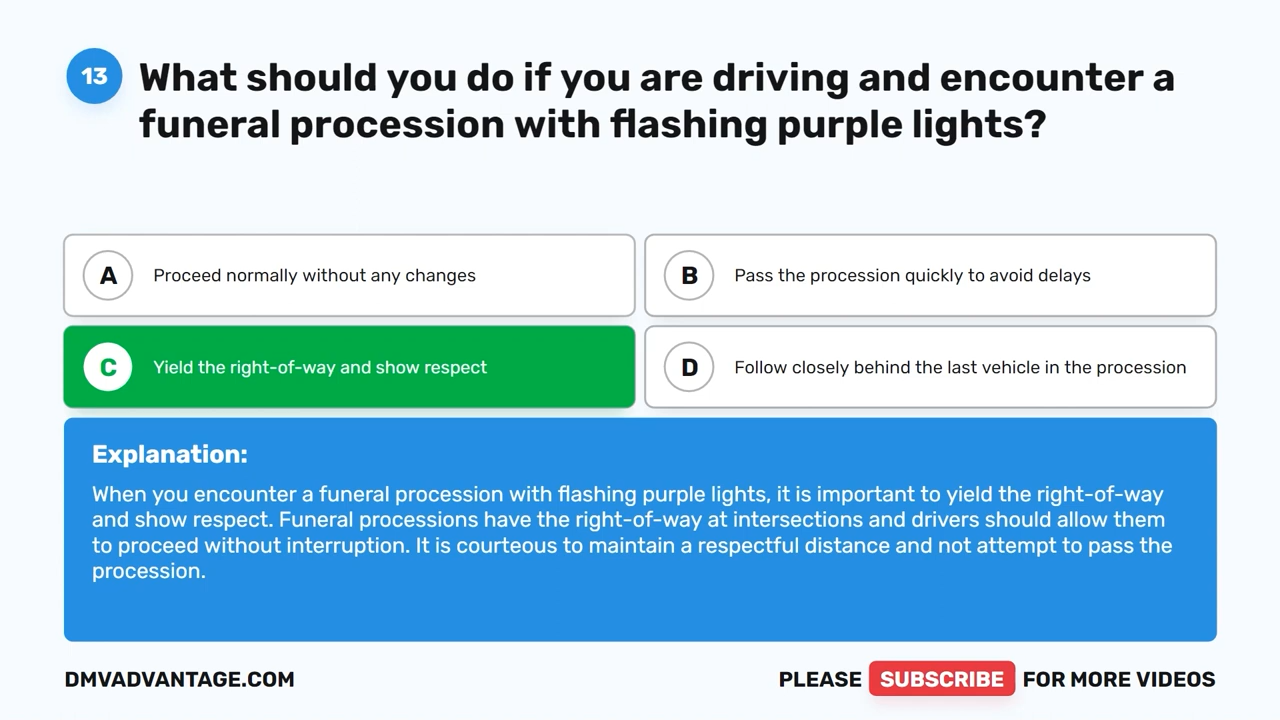 13
What should you do if you are driving and encounter a
funeral procession with flashing purple lights?
A
Proceed normally without any changes
B
Pass the procession quickly to avoid delays
C
Yield the right-of-way and show respect
D
Follow closely behind the last vehicle in the procession
Explanation:
When you encounter a funeral procession with flashing purple lights, it is important to yield the right-of-way
and show respect. Funeral processions have the right-of-way at intersections and drivers should allow them
to proceed without interruption. It is courteous to maintain a respectful distance and not attempt to pass the
procession.
DMVADVANTAGE.COM
PLEASE SUBSCRIBE FOR MORE VIDEOS